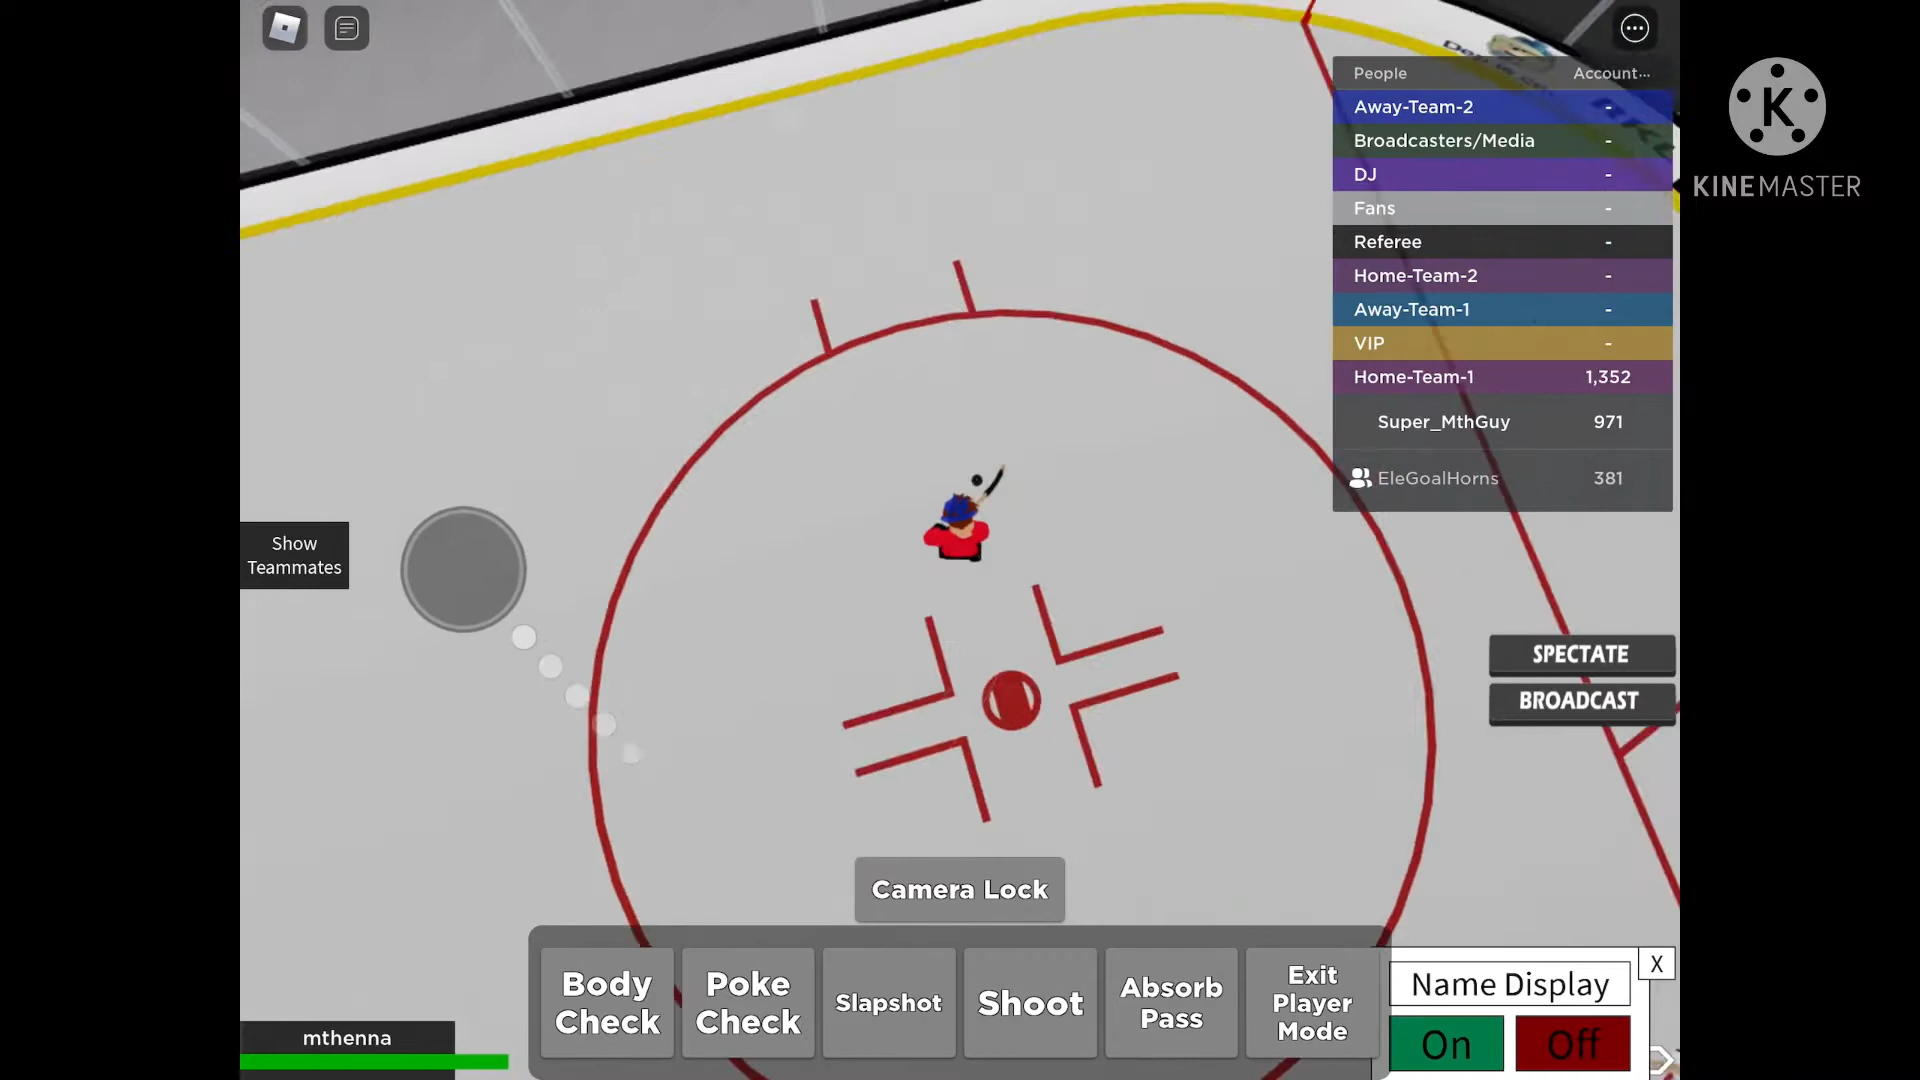 People Account...
Away-Team-2 -
Broadcasters/Media -
DJ -
Fans -
Referee -
Home-Team-2 -
Away-Team-1 -
VIP -
Home-Team-1 1,352
Super_MthGuy 971
EleGoalHorns 381
K
KINEMASTER
Show
Teammates
SPECTATE
BROADCAST
Camera Lock
Body
Check
Poke
Check
Slapshot
Shoot
Absorb
Pass
Exit
Player
Mode
Name Display
X
On Off
mthenna